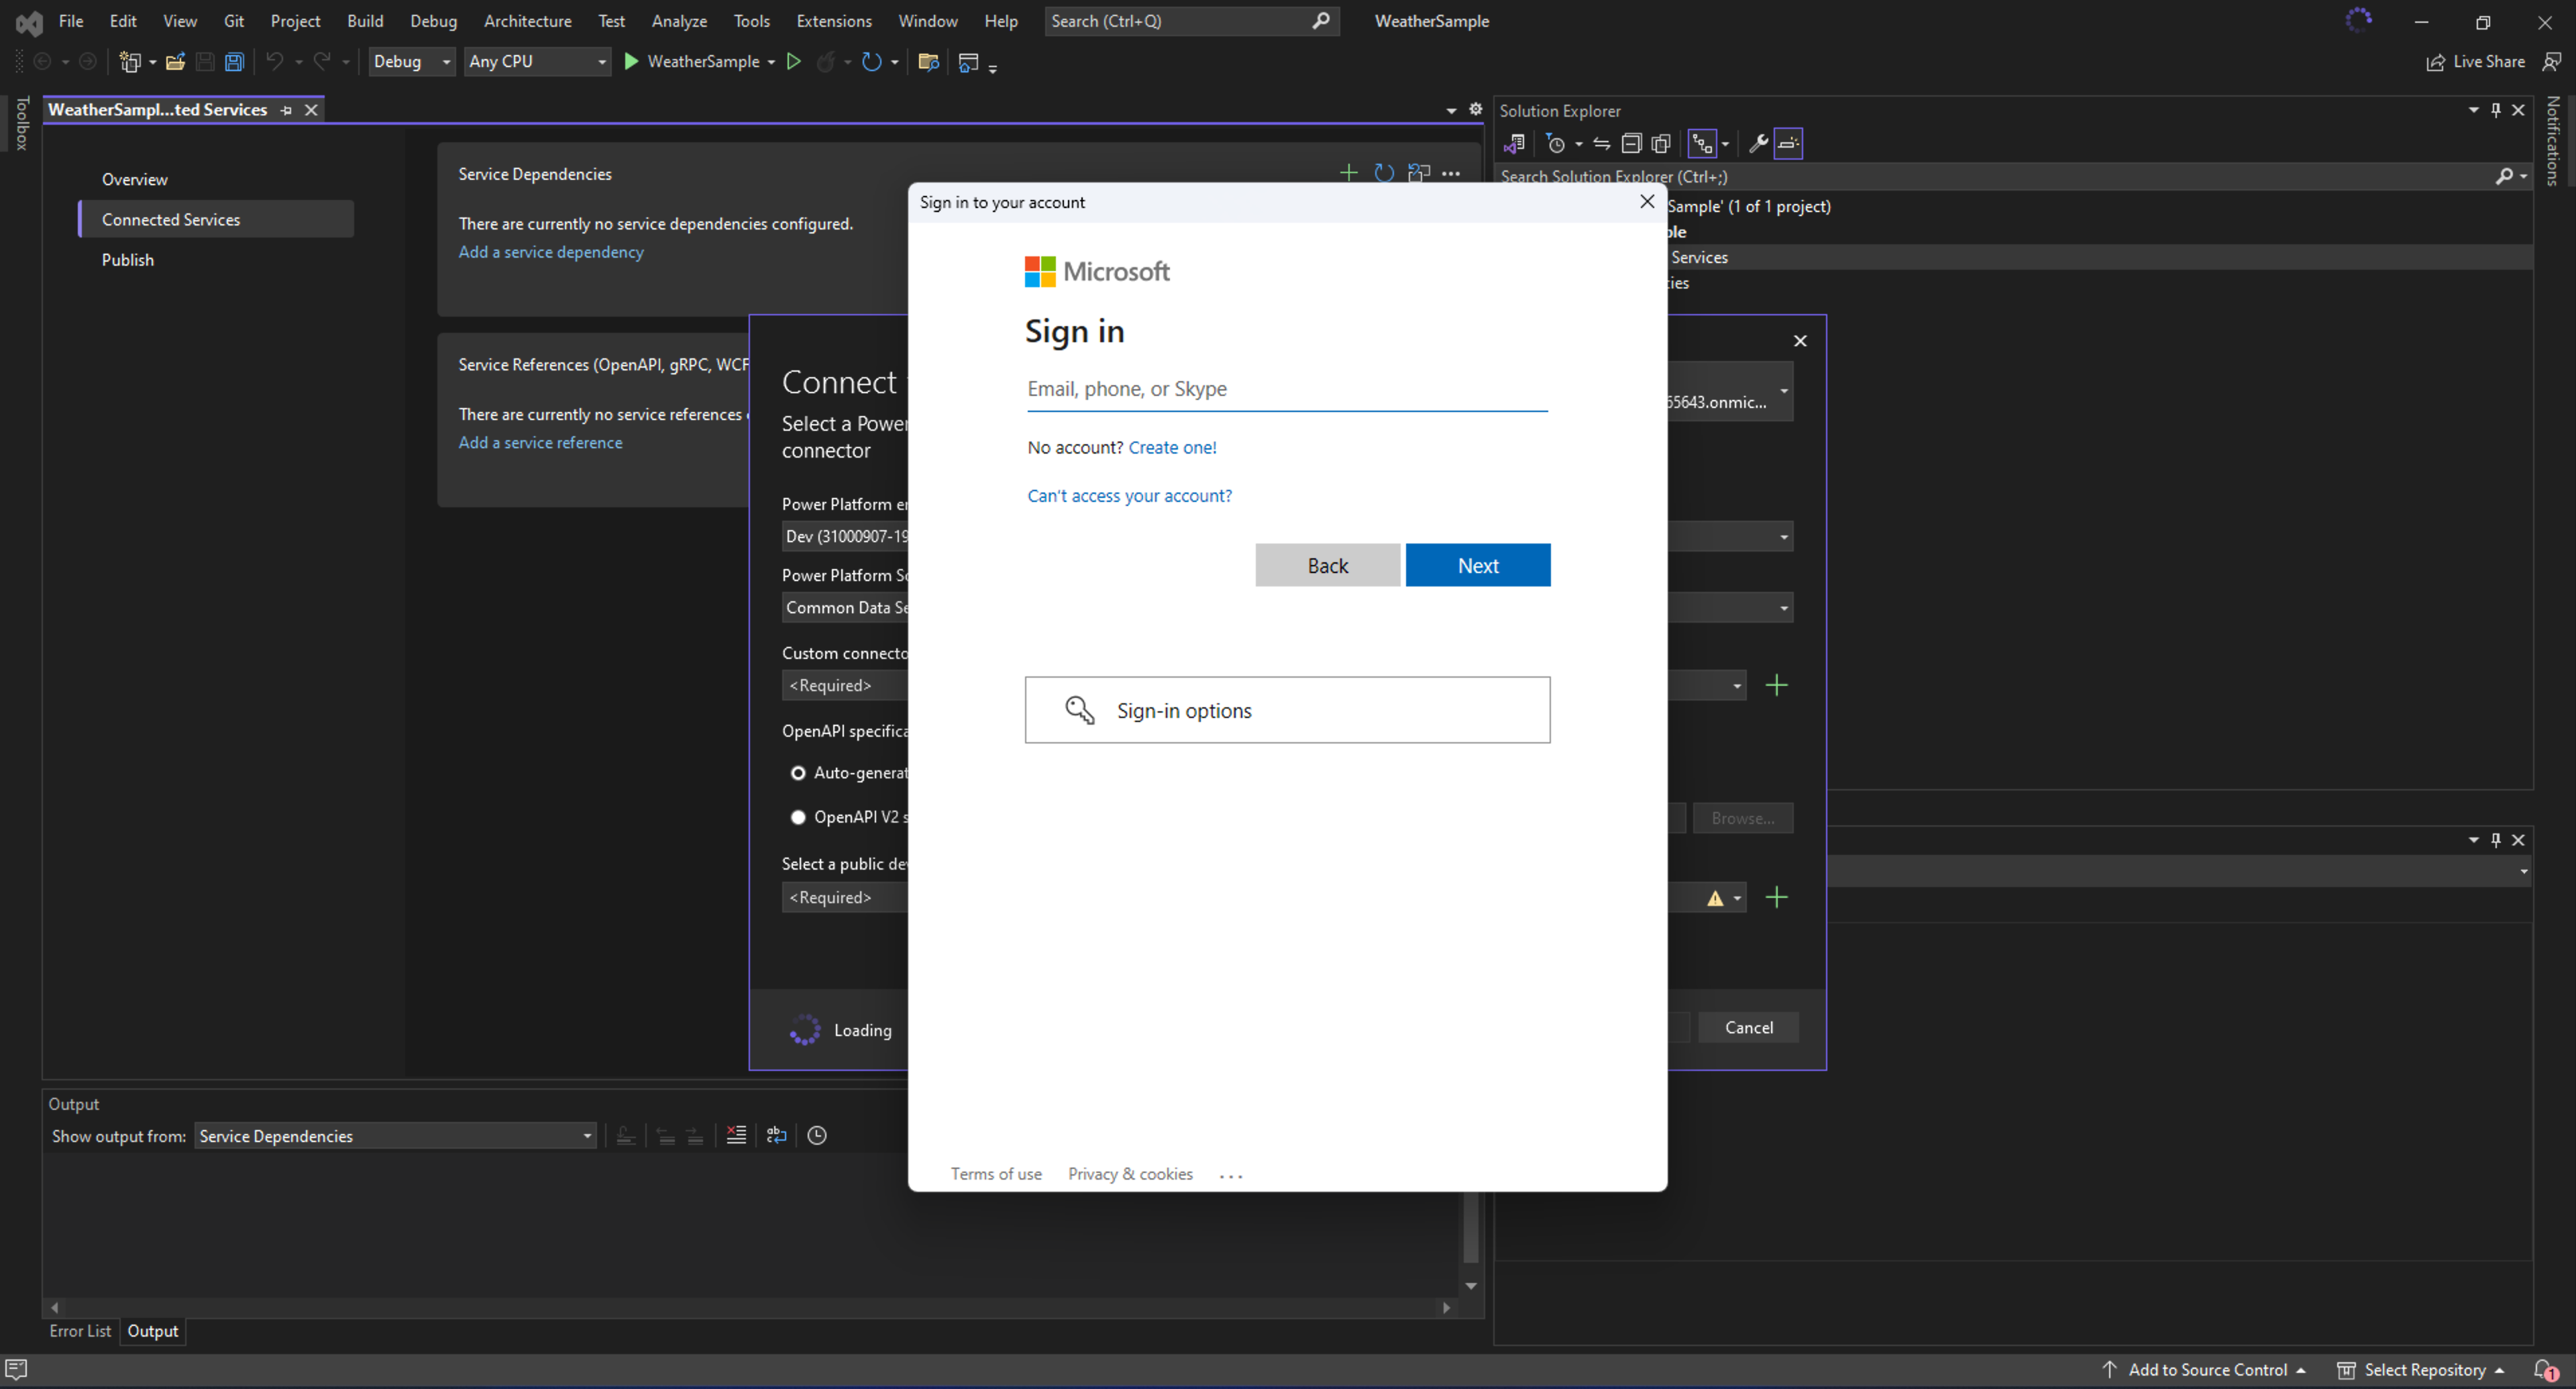 File Edit View Git Project Build Debug Architecture Test Analyze Tools Extensions Window Help Search (Ctrl+Q) WeatherSample
Debug Any CPU WeatherSample Live Share
Toolbox
WeatherSampl...ted Services
Overview
Connected Services
Publish
Service Dependencies
There are currently no service dependencies configured.
Add a service dependency
Service References (OpenAPI, gRPC, WCF
There are currently no service references
Add a service reference
Connect
Select a Power
connector
Power Platform
Dev (31000907-19
Power Platform
Common Data Se
Custom connecto
<Required>
OpenAPI specifica
Auto-generat
OpenAPI V2 s
Select a public dev
<Required>
Loading
65643.onmic...
Browse...
Cancel
Sign in to your account
Microsoft
Sign in
Email, phone, or Skype
No account? Create one!
Can't access your account?
Back
Next
Sign-in options
Terms of use Privacy & cookies ...
Solution Explorer
Search Solution Explorer (Ctrl+;)
Sample' (1 of 1 project)
ple
Services
ties
Notifications
Output
Show output from: Service Dependencies
Error List Output
Add to Source Control Select Repository 1